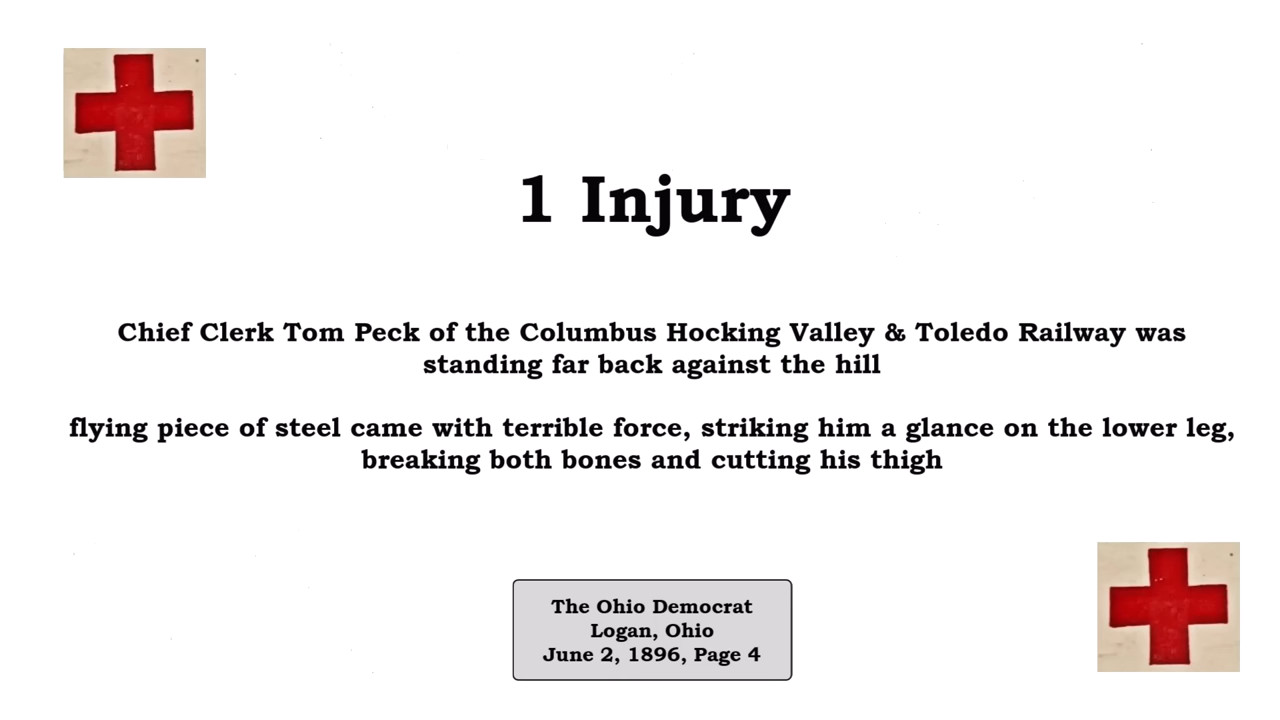 1 Injury
Chief Clerk Tom Peck of the Columbus Hocking Valley & Toledo Railway was
standing far back against the hill
flying piece of steel came with terrible force, striking him a glance on the lower leg,
breaking both bones and cutting his thigh
The Ohio Democrat
Logan, Ohio
June 2, 1896, Page 4